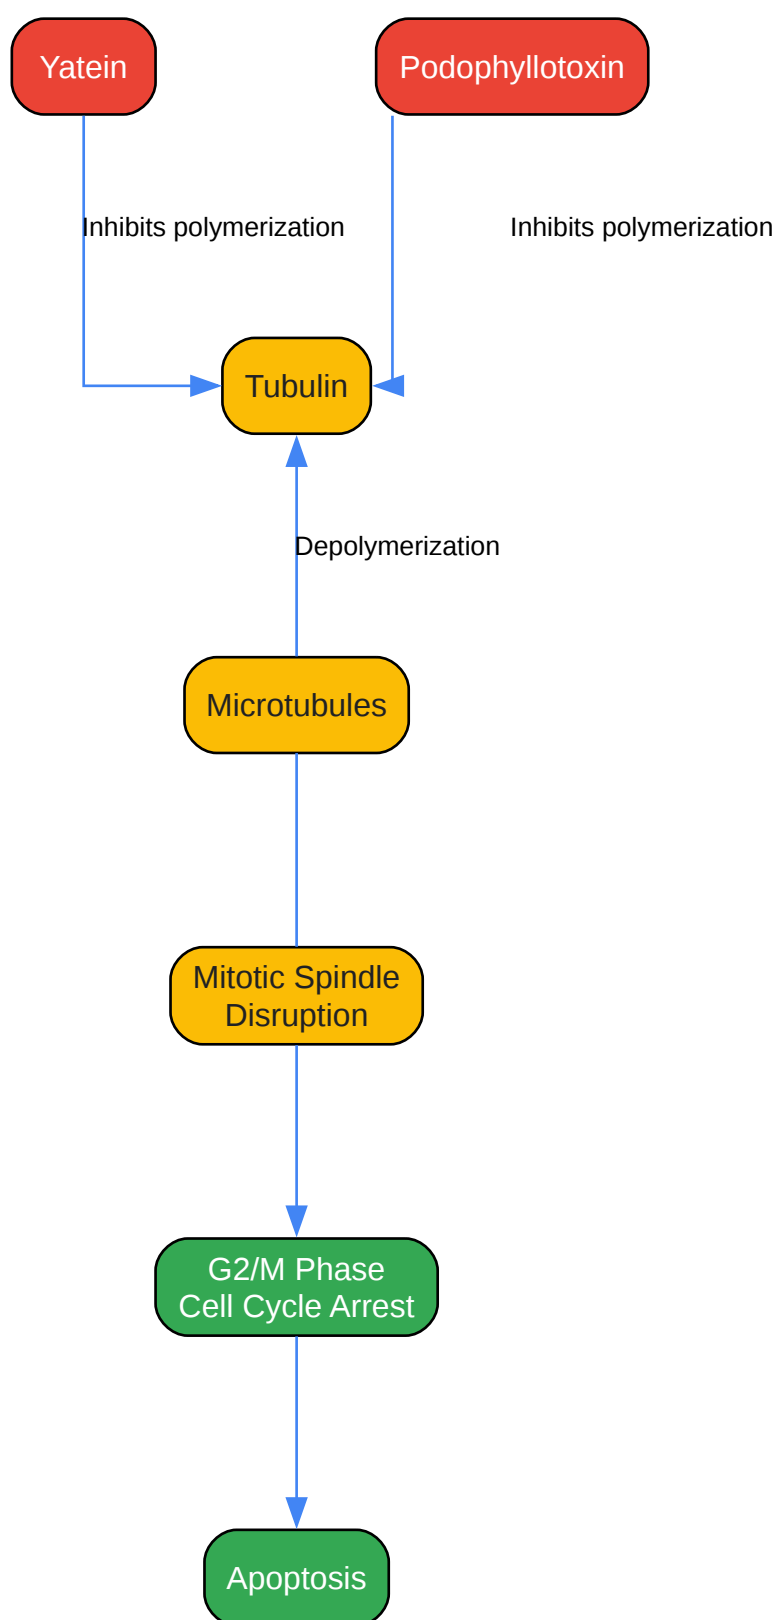 Yatein
Podophyllotoxin
Inhibits polymerization
Inhibits polymerization
Tubulin
Depolymerization
Microtubules
Mitotic Spindle
Disruption
G2/M Phase
Cell Cycle Arrest
Apoptosis